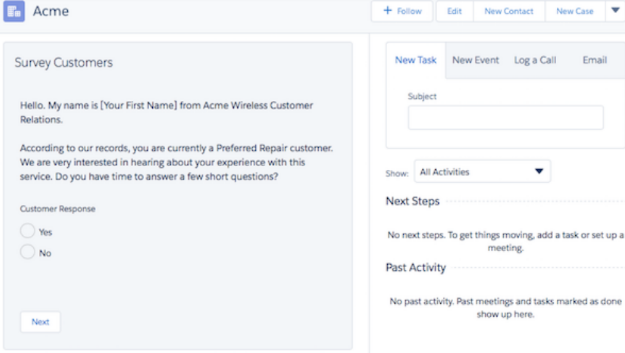 Acme
+ Follow
Edit
New Contact
New Case
Survey Customers
Hello. My name is [Your First Name] from Acme Wireless Customer
Relations.
According to our records, you are currently a Preferred Repair customer.
We are very interested in hearing about your experience with this
service. Do you have time to answer a few short questions?
Customer Response
Yes
No
Next
New Task
New Event
Log a Call
Email
Subject
Show: All Activities
Next Steps
No next steps. To get things moving, add a task or set up a
meeting.
Past Activity
No past activity. Past meetings and tasks marked as done
show up here.